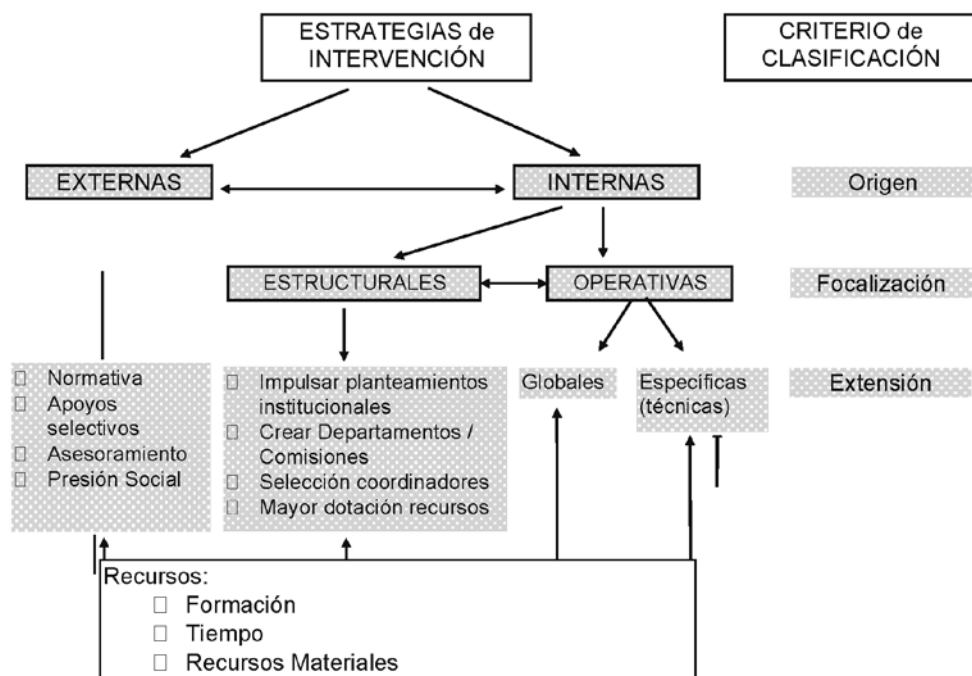 ESTRATEGIAS de
INTERVENCIÓN
CRITERIO de
CLASIFICACIÓN
EXTERNAS
INTERNAS
Origen
ESTRUCTURALES
OPERATIVAS
Focalización
Normativa
Apoyos
selectivos
Asesoramiento
Presión Social
Impulsar planteamientos
institucionales
Crear Departamentos /
Comisiones
Selección coordinadores
Mayor dotación recursos
Globales
Específicas
(técnicas)
Extensión
Recursos:
Formación
Tiempo
Recursos Materiales